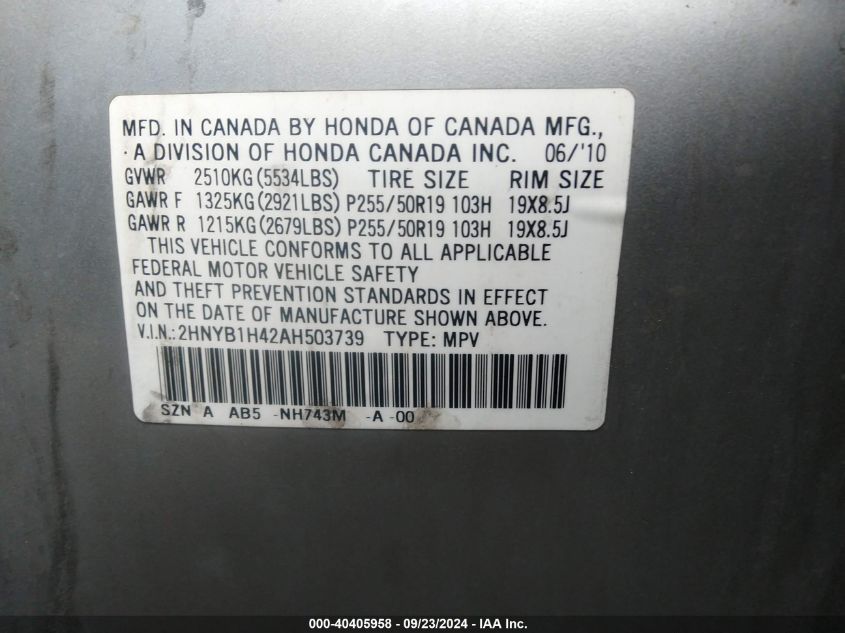 MFD. IN CANADA BY HONDA OF CANADA MFG.,
A DIVISION OF HONDA CANADA INC. 06/'10
GVWR 2510KG(5534LBS) TIRE SIZE RIM SIZE
GAWR F 1325KG(2921LBS) P255/50R19 103H 19X8.5J
GAWR R 1215KG(2679LBS) P255/50R19 103H 19X8.5J
THIS VEHICLE CONFORMS TO ALL APPLICABLE
FEDERAL MOTOR VEHICLE SAFETY
AND THEFT PREVENTION STANDARDS IN EFFECT
ON THE DATE OF MANUFACTURE SHOWN ABOVE.
V.I.N.:2HNYB1H42AH503739 TYPE: MPV
SZN A AB5 -NH743M -A -00
000-40405958 - 09/23/2024 - IAA Inc.